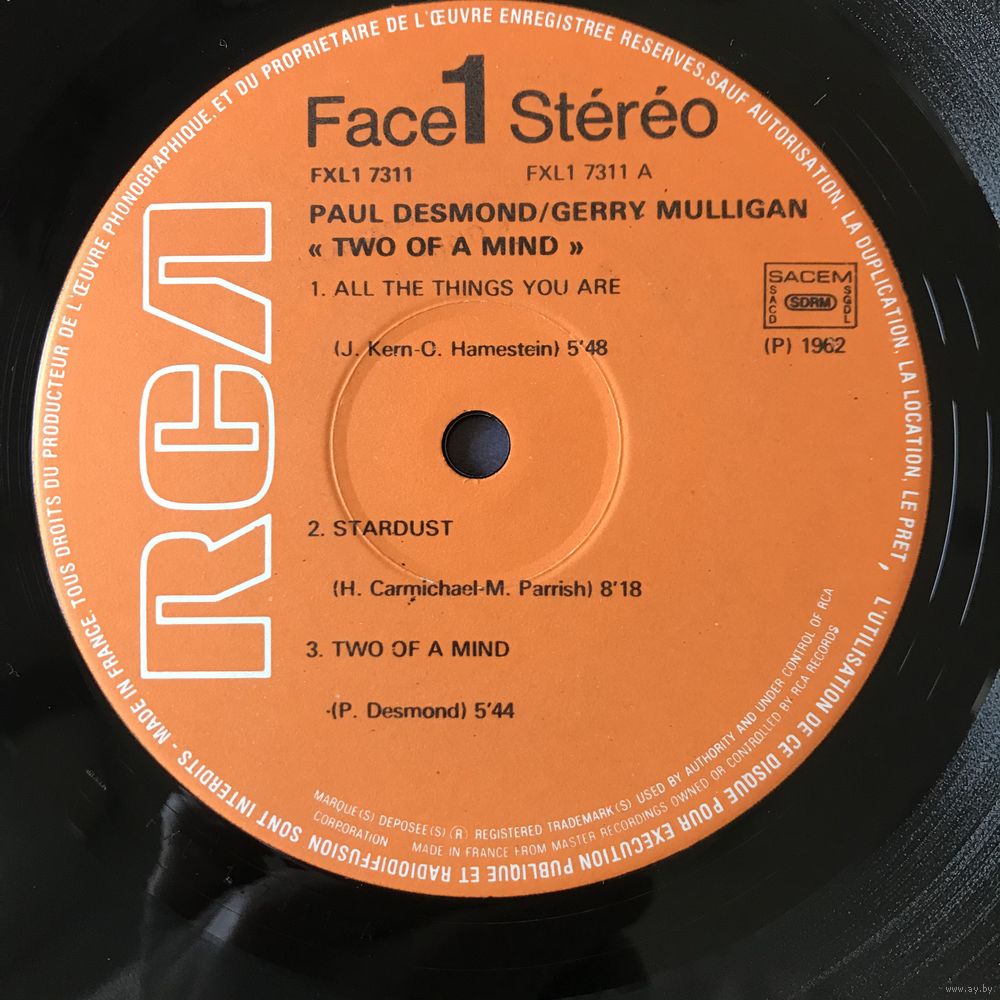 Face 1 Stéréo
FXL1 7311 FXL1 7311 A
PAUL DESMOND/GERRY MULLIGAN
« TWO OF A MIND »
1. ALL THE THINGS YOU ARE
(J. Kern-O. Hamestein) 5'48
2. STARDUST
(H. Carmichael-M. Parrish) 8'18
3. TWO OF A MIND
(P. Desmond) 5'44
SACEM
SACD SDRM SGDL
(P) 1962
RCA
TOUS DROITS DU PRODUCTEUR DE L'ŒUVRE PHONOGRAPHIQUE, ET DU PROPRIETAIRE DE L'ŒUVRE ENREGISTREE RESERVES. SAUF AUTORISATION, LA DUPLICATION, LA LOCATION, LE PRET, L'UTILISATION DE CE DISQUE POUR EXECUTION PUBLIQUE ET RADIODIFFUSION SONT INTERDITS - MADE IN FRANCE.
MARQUE(S) DEPOSEE(S) (R) REGISTERED TRADEMARK(S) USED BY AUTHORITY AND UNDER CONTROL OF RCA
CORPORATION MADE IN FRANCE FROM MASTER RECORDINGS OWNED OR CONTROLLED BY RCA RECORDS
www.ay.by